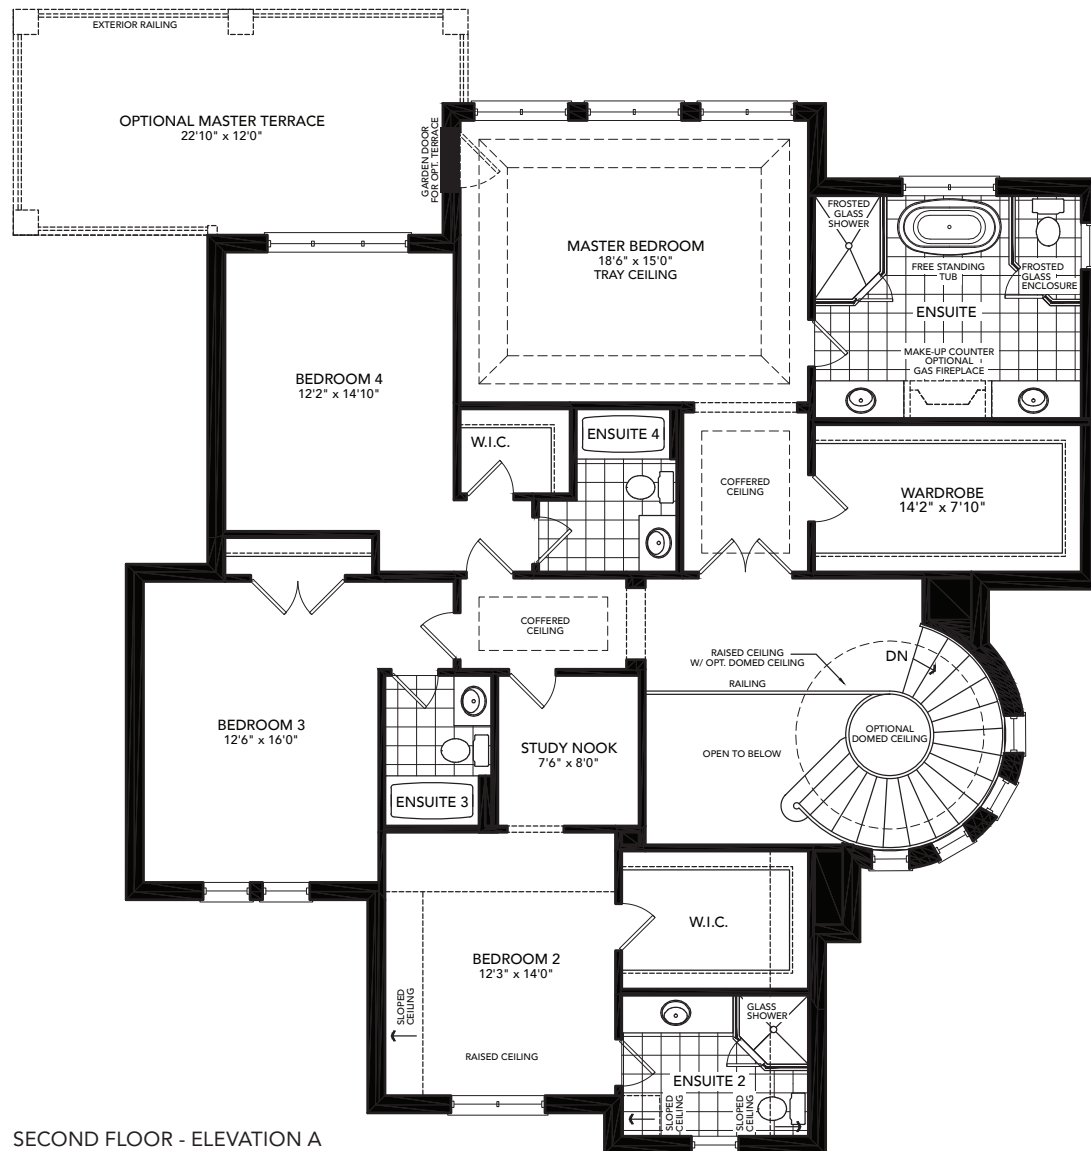 EXTERIOR RAILING
OPTIONAL MASTER TERRACE
22'10" x 12'0"
GARDEN DOOR
FOR OPT. TERRACE
MASTER BEDROOM
18'6" x 15'0"
TRAY CEILING
FROSTED
GLASS
SHOWER
FREE STANDING
TUB
FROSTED
GLASS
ENCLOSURE
ENSUITE
MAKE-UP COUNTER
OPTIONAL
GAS FIREPLACE
BEDROOM 4
12'2" x 14'10"
W.I.C.
ENSUITE 4
COFFERED
CEILING
WARDROBE
14'2" x 7'10"
COFFERED
CEILING
RAISED CEILING
W/ OPT. DOMED CEILING
DN
RAILING
BEDROOM 3
12'6" x 16'0"
STUDY NOOK
7'6" x 8'0"
OPEN TO BELOW
OPTIONAL
DOMED CEILING
ENSUITE 3
W.I.C.
BEDROOM 2
12'3" x 14'0"
SLOPED
CEILING
RAISED CEILING
GLASS
SHOWER
ENSUITE 2
SLOPED
CEILING
SLOPED
CEILING
SECOND FLOOR - ELEVATION A